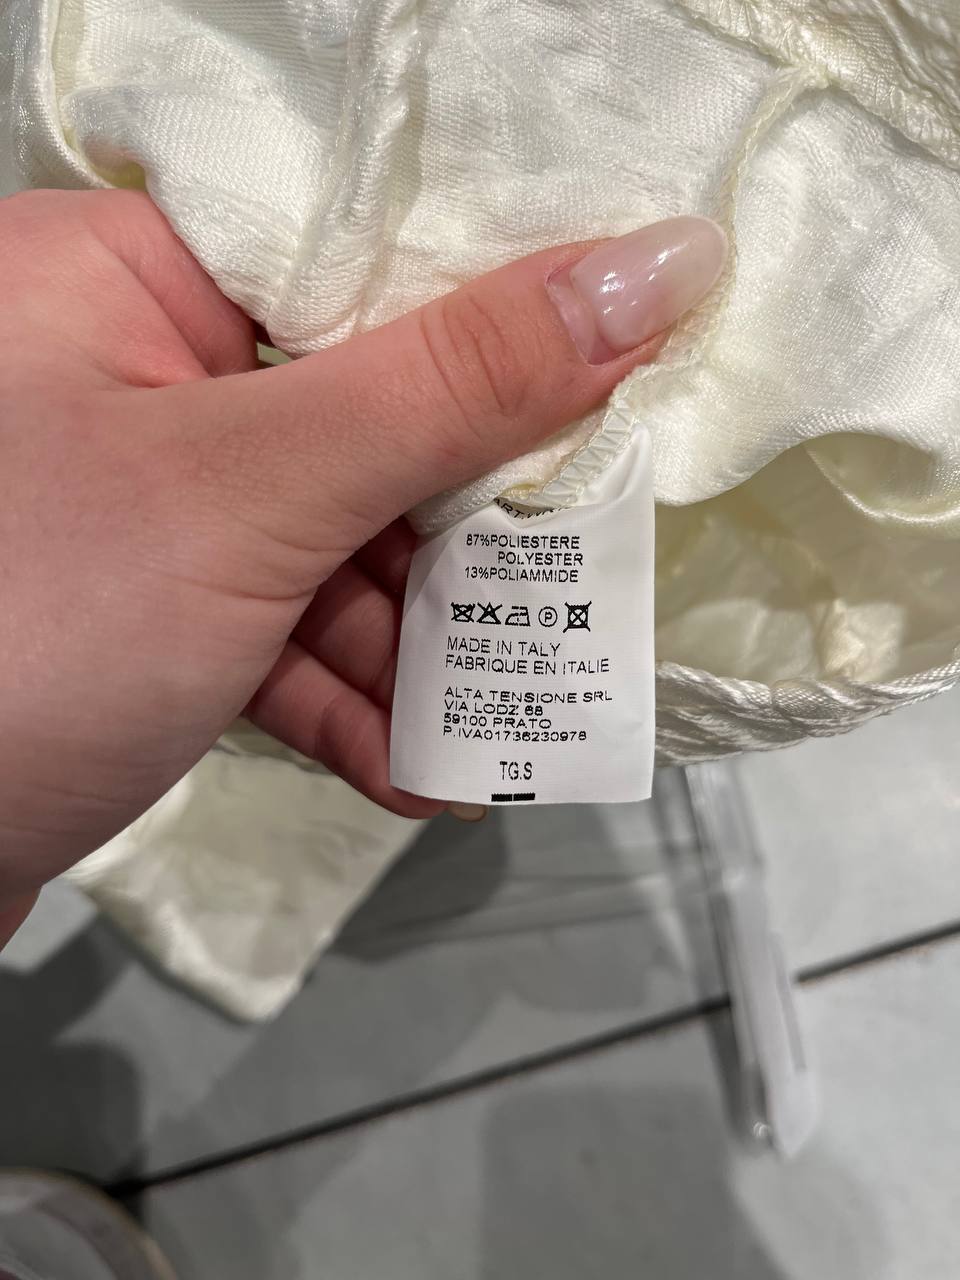 87%POLIESTERE
POLYESTER
13%POLIAMMIDE
P
MADE IN TALY
FABRIQUE EN ITALIE
ALTA TENSIONE SRL
VIA LODZ 68
59100 PRATO
P.IVA01736230978
TG.S